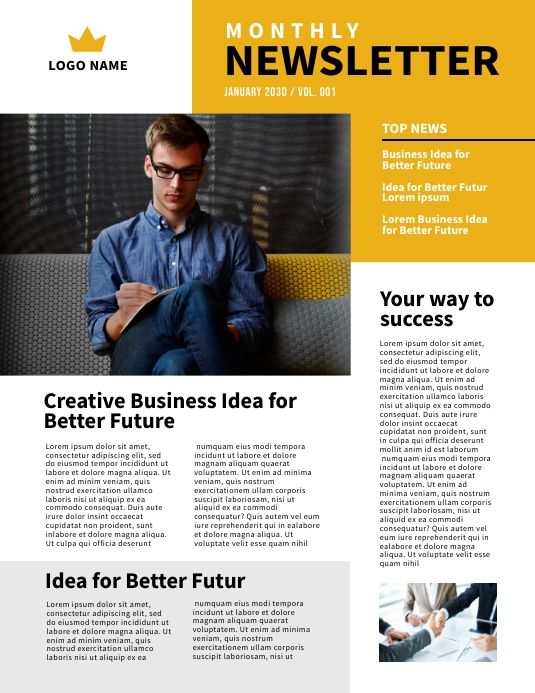 LOGO NAME
MONTHLY
NEWSLETTER
JANUARY 2030 / VOL. 001
TOP NEWS
Business Idea for
Better Future
Idea for Better Futur
Lorem ipsum
Lorem Business Idea
for Better Future
Creative Business Idea for
Better Future
Lorem ipsum dolor sit amet,
consectetur adipiscing elit, sed
do eiusmod tempor incididunt ut
labore et dolore magna aliqua. Ut
enim ad minim veniam, quis
nostrud exercitation ullamco
laboris nisi ut aliquip ex ea
commodo consequat. Duis aute
irure dolor insint occaecat
cupidatat non proident, sunt
inlabore et dolore magna aliqua.
Ut culpa qui officia deserunt
numquam eius modi tempora
incidunt ut labore et dolore
magnam aliquam quaerat
voluptatem. Ut enim ad minima
veniam, quis nostrum
exercitationem ullam corporis
suscipit laboriosam, nisi ut
aliquid ex ea commodi
consequatur? Quis autem vel eum
iure reprehenderit qui in ealabore
et dolore magna aliqua. Ut
voluptate velit esse quam nihil
Idea for Better Futur
Lorem ipsum dolor sit amet,
consectetur adipiscing elit, sed
do eiusmod tempor incididunt ut
labore et dolore magna aliqua. Ut
enim ad minim veniam, quis
nostrud exercitation ullamco
laboris nisi ut aliquip ex ea
numquam eius modi tempora
incidunt ut labore et dolore
magnam aliquam quaerat
voluptatem. Ut enim ad minima
veniam, quis nostrum
exercitationem ullam corporis
suscipit laboriosam, nisi ut
Your way to
success
Lorem ipsum dolor sit amet,
consectetur adipiscing elit,
sed do eiusmod tempor
incididunt ut labore et dolore
magna aliqua. Ut enim ad
minim veniam, quis nostrud
exercitation ullamco laboris
nisi ut aliquip ex ea commodo
consequat. Duis aute irure
dolor insint occaecat
cupidatat non proident, sunt
in culpa qui officia deserunt
mollit anim id est laborum
numquam eius modi tempora
incidunt ut labore et dolore
magnam aliquam quaerat
voluptatem. Ut enim ad
minima veniam, quis nostrum
exercitationem ullam corporis
suscipit laboriosam, nisi ut
aliquid ex ea commodi
consequatur? Quis autem vel
eum iure reprehenderit qui in
ealabore et dolore magna
aliqua. Ut voluptate velit esse
quam nihil